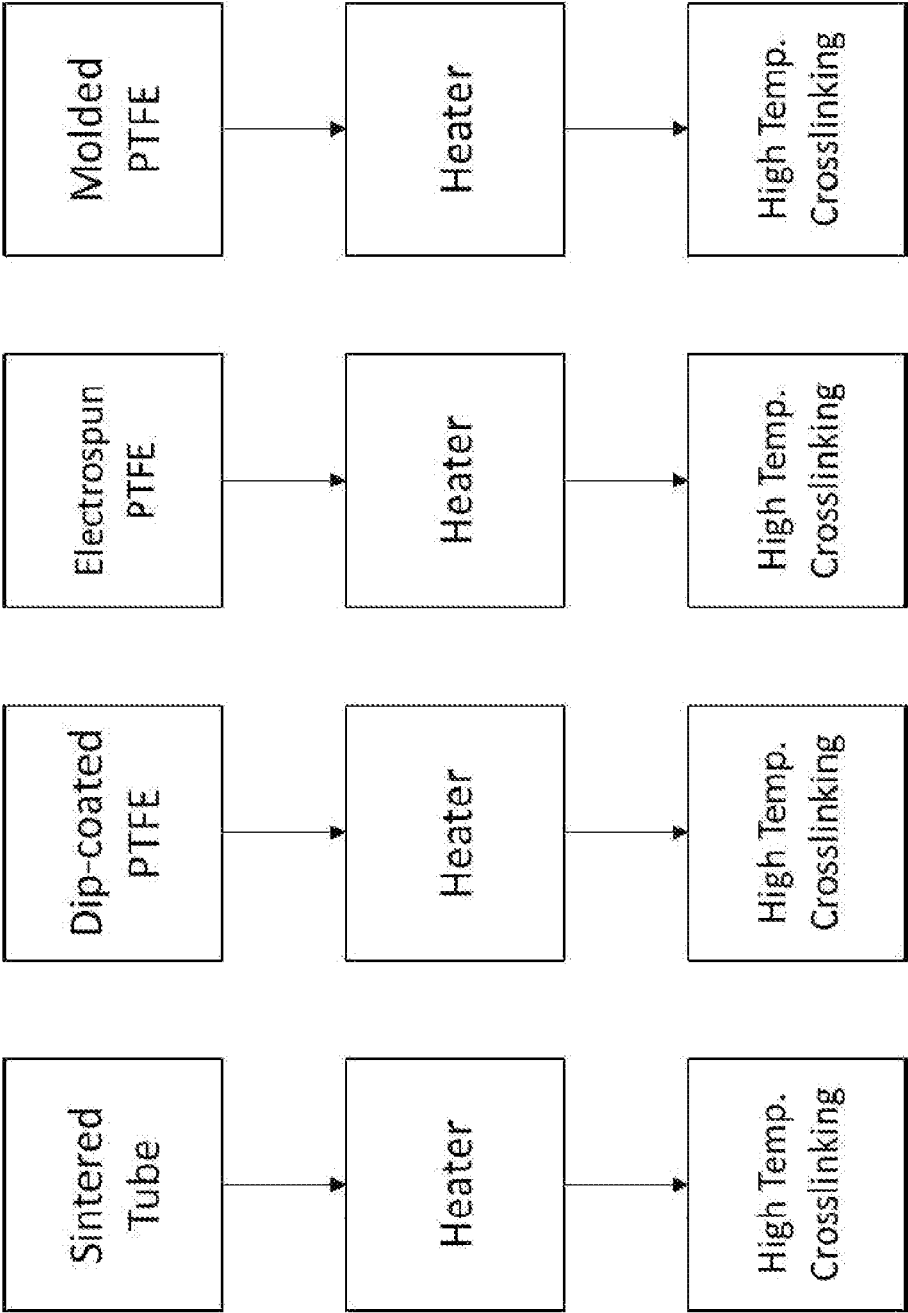 Sintered
Tube
Heater
High Temp.
Crosslinking
Dip-coated
PTFE
Heater
High Temp.
Crosslinking
Electrospun
PTFE
Heater
High Temp.
Crosslinking
Molded
PTFE
Heater
High Temp.
Crosslinking